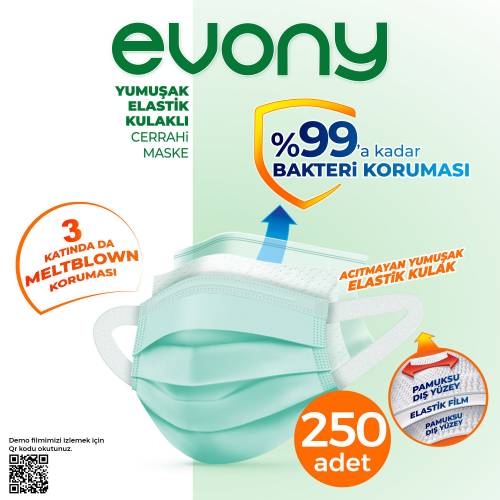 evony
YUMUŞAK
ELASTİK
KULAKLI
CERRAHİ
MASKE
%99'a kadar
BAKTERİ KORUMASI
3
KATINDA DA
MELTBLOWN
KORUMASI
ACITMAYAN YUMUŞAK
ELASTİK KULAK
PAMUKSU
DIŞ YÜZEY
ELASTİK FİLM
PAMUKSU
DIŞ YÜZEY
250
adet
Demo filmimizi izlemek için
Qr kodu okutunuz.